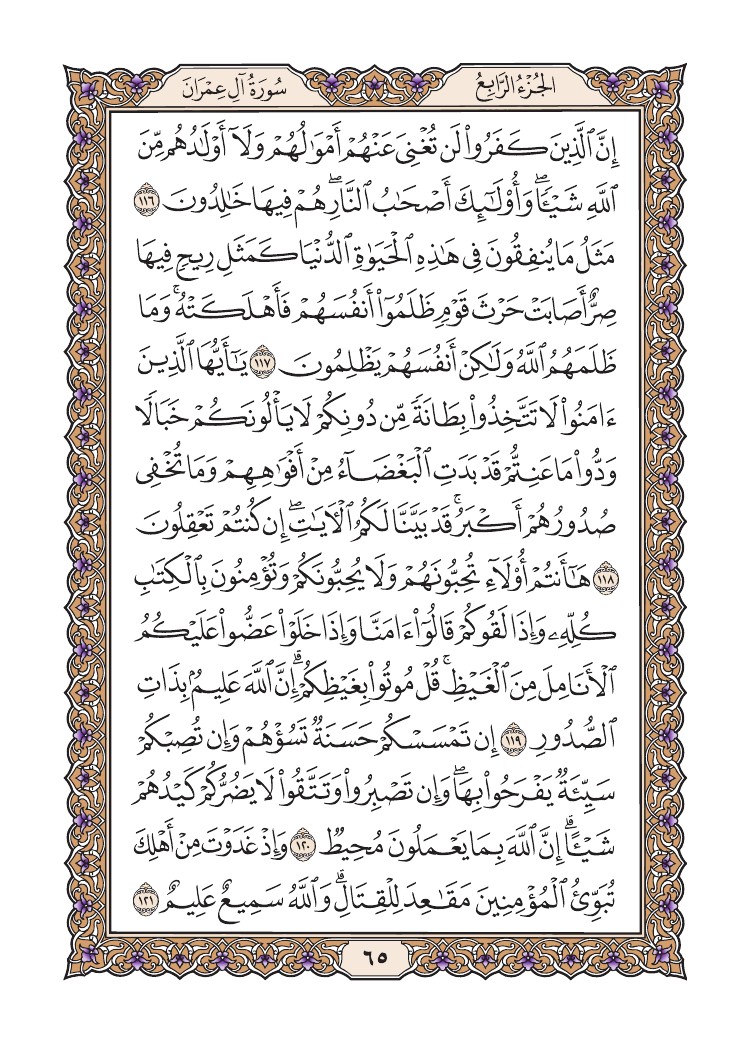 الجُزْءُ الرَّابِعُ
سُورَةُ آلِ عِمْرَانَ
إِنَّ ٱلَّذِينَ كَفَرُوا۟ لَن تُغْنِىَ عَنْهُمْ أَمْوَٰلُهُمْ وَلَآ أَوْلَـٰدُهُم مِّنَ
ٱللَّهِ شَيْـًٔا ۖ وَأُو۟لَـٰٓئِكَ أَصْحَـٰبُ ٱلنَّارِ ۖ هُمْ فِيهَا خَـٰلِدُونَ ١١٦
مَثَلُ مَا يُنفِقُونَ فِى هَـٰذِهِ ٱلْحَيَوٰةِ ٱلدُّنْيَا كَمَثَلِ رِيحٍ فِيهَا
صِرٌّ أَصَابَتْ حَرْثَ قَوْمٍ ظَلَمُوٓا۟ أَنفُسَهُمْ فَأَهْلَكَتْهُ ۚ وَمَا
ظَلَمَهُمُ ٱللَّهُ وَلَـٰكِنْ أَنفُسَهُمْ يَظْلِمُونَ ١١٧ يَـٰٓأَيُّهَا ٱلَّذِينَ
ءَامَنُوا۟ لَا تَتَّخِذُوا۟ بِطَانَةً مِّن دُونِكُمْ لَا يَأْلُونَكُمْ خَبَالًا
وَدُّوا۟ مَا عَنِتُّمْ قَدْ بَدَتِ ٱلْبَغْضَآءُ مِنْ أَفْوَٰهِهِمْ وَمَا تُخْفِى
صُدُورُهُمْ أَكْبَرُ ۚ قَدْ بَيَّنَّا لَكُمُ ٱلْـَٔايَـٰتِ ۖ إِن كُنتُمْ تَعْقِلُونَ
١١٨ هَـٰٓأَنتُمْ أُو۟لَآءِ تُحِبُّونَهُمْ وَلَا يُحِبُّونَكُمْ وَتُؤْمِنُونَ بِٱلْكِتَـٰبِ
كُلِّهِۦ وَإِذَا لَقُوكُمْ قَالُوٓا۟ ءَامَنَّا وَإِذَا خَلَوْا۟ عَضُّوا۟ عَلَيْكُمُ
ٱلْأَنَامِلَ مِنَ ٱلْغَيْظِ ۚ قُلْ مُوتُوا۟ بِغَيْظِكُمْ ۗ إِنَّ ٱللَّهَ عَلِيمٌۢ بِذَاتِ
ٱلصُّدُورِ ١١٩ إِن تَمْسَسْكُمْ حَسَنَةٌ تَسُؤْهُمْ وَإِن تُصِبْكُمْ
سَيِّئَةٌ يَفْرَحُوا۟ بِهَا ۖ وَإِن تَصْبِرُوا۟ وَتَتَّقُوا۟ لَا يَضُرُّكُمْ كَيْدُهُمْ
شَيْـًٔا ۗ إِنَّ ٱللَّهَ بِمَا يَعْمَلُونَ مُحِيطٌ ١٢٠ وَإِذْ غَدَوْتَ مِنْ أَهْلِكَ
تُبَوِّئُ ٱلْمُؤْمِنِينَ مَقَـٰعِدَ لِلْقِتَالِ ۗ وَٱللَّهُ سَمِيعٌ عَلِيمٌ ١٢١
٦٥